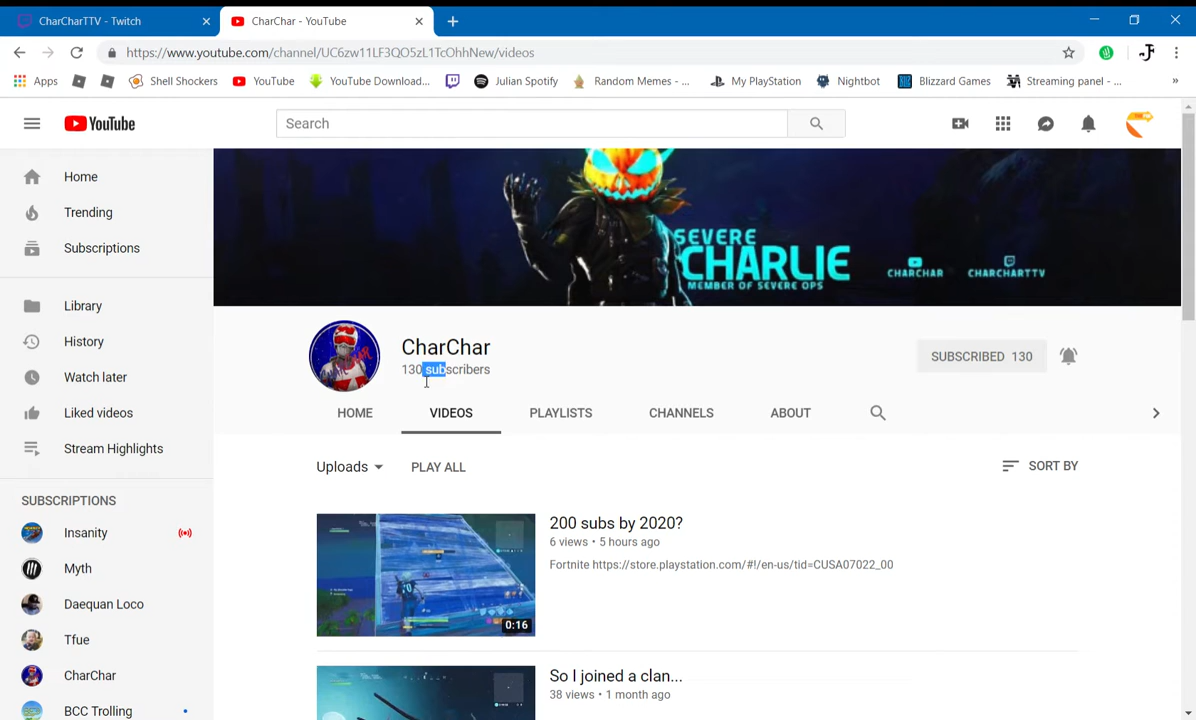 CharCharTTV - Twitch
CharChar - YouTube
https://www.youtube.com/channel/UC6zw11LF3QO5zL1TcOhhNew/videos
Apps
Shell Shockers
YouTube
YouTube Download...
Julian Spotify
Random Memes - ...
My PlayStation
Nightbot
Blizzard Games
Streaming panel - ...
YouTube
Search
Home
Trending
Subscriptions
Library
History
Watch later
Liked videos
Stream Highlights
SUBSCRIPTIONS
Insanity
Myth
Daequan Loco
Tfue
CharChar
BCC Trolling
SEVERE
CHARLIE
MEMBER OF SEVERE OPS
CHARCHAR
CHARCHARTTV
CharChar
130 subscribers
SUBSCRIBED 130
HOME
VIDEOS
PLAYLISTS
CHANNELS
ABOUT
Uploads
PLAY ALL
SORT BY
200 subs by 2020?
6 views • 5 hours ago
Fortnite https://store.playstation.com/#!/en-us/tid=CUSA07022_00
0:16
So I joined a clan...
38 views • 1 month ago